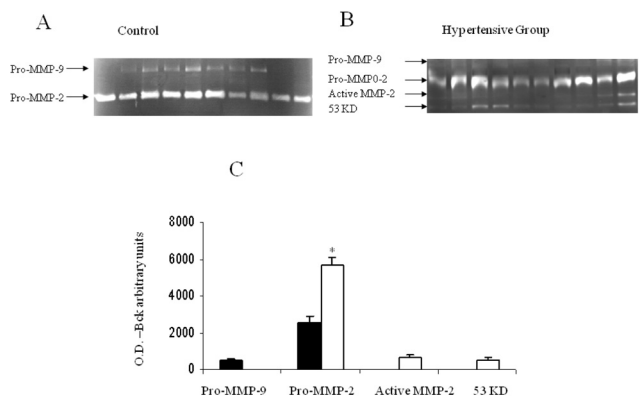 A
Control
Pro-MMP-9
Pro-MMP-2
B
Hypertensive Group
Pro-MMP-9
Pro-MMP0-2
Active MMP-2
53 KD
C
O.D. –Bck arbitrary units
8000
6000
4000
2000
0
*
Pro-MMP-9 Pro-MMP-2 Active MMP-2 53 KD